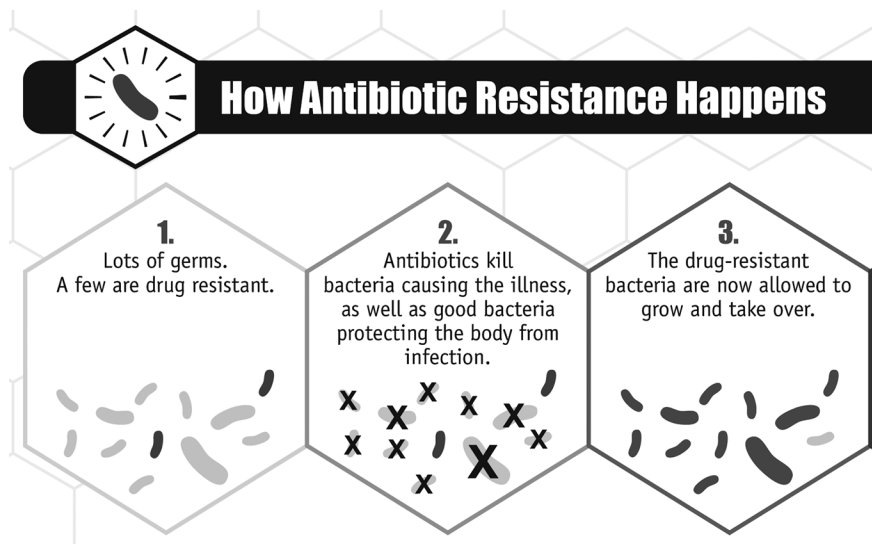 How Antibiotic Resistance Happens
1.
Lots of germs.
A few are drug resistant.
2.
Antibiotics kill
bacteria causing the illness,
as well as good bacteria
protecting the body from
infection.
X
X
X
X
X
X
X
X
X
X
3.
The drug-resistant
bacteria are now allowed to
grow and take over.